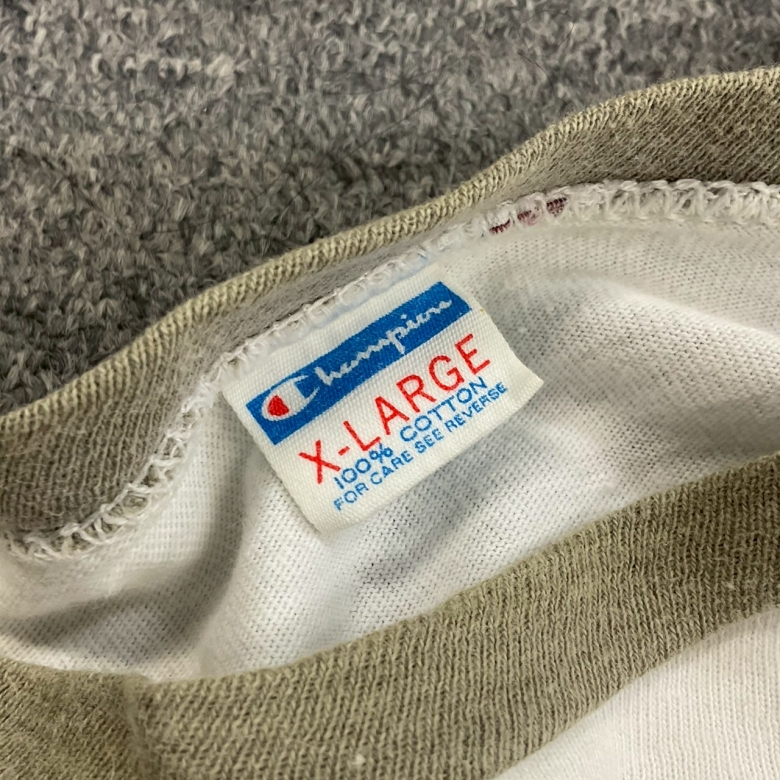 Champion
X-LARGE
100% COTTON
FOR CARE SEE REVERSE